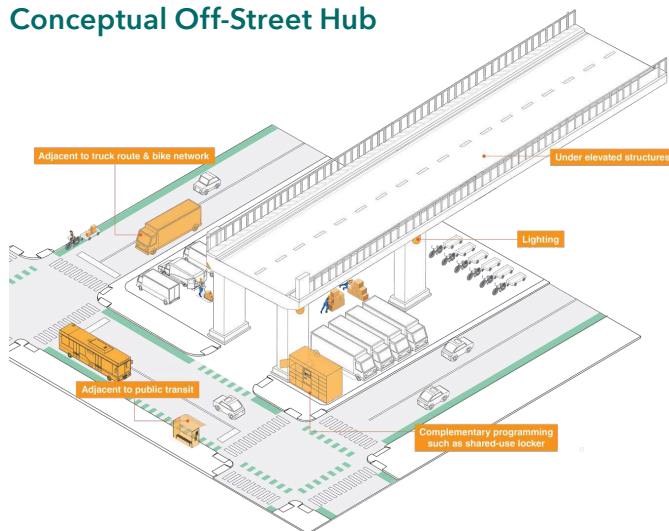 Conceptual Off-Street Hub
Adjacent to truck route & bike network
Under elevated structures
Lighting
Adjacent to public transit
Complementary programming
such as shared-use locker